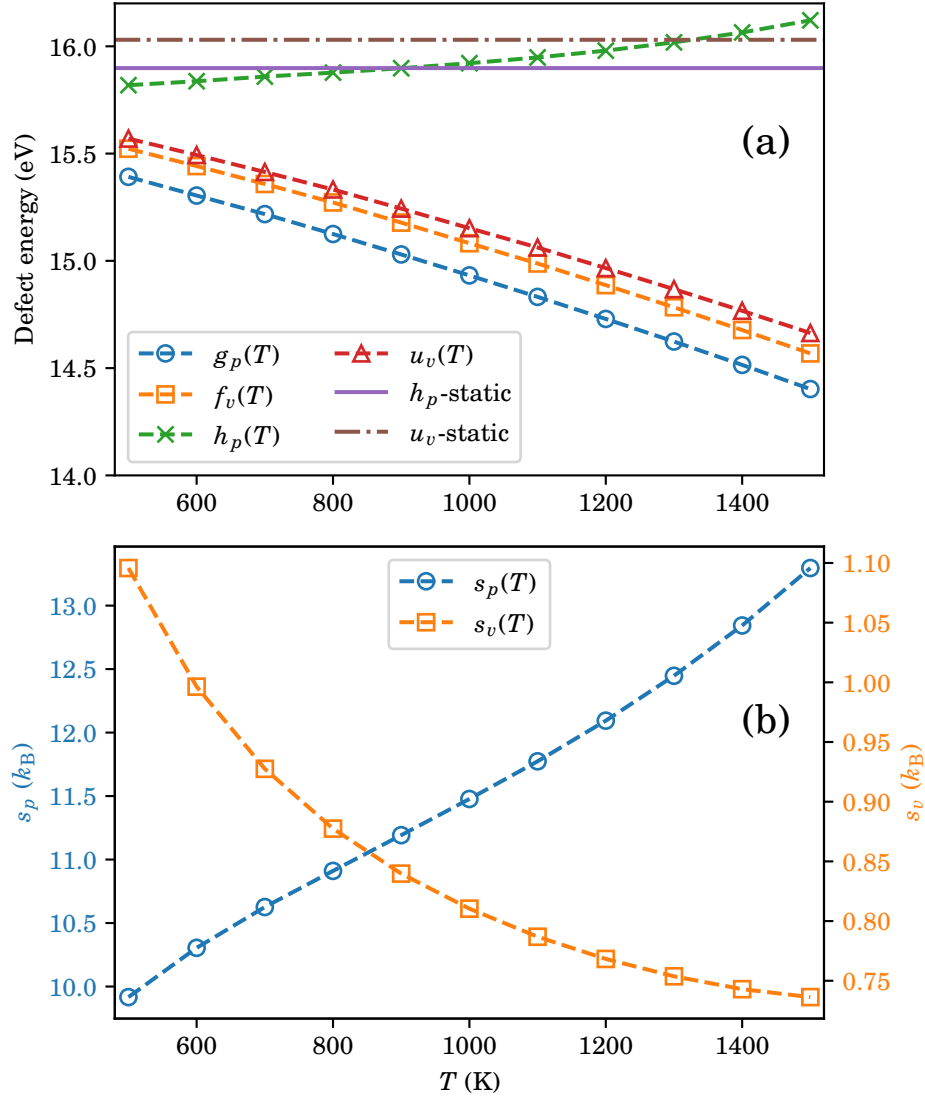 16.0
15.5
15.0
14.5
14.0
Defect energy (eV)
(a)
g_p(T)
f_v(T)
h_p(T)
u_v(T)
h_p-static
u_v-static
600
800
1000
1200
1400
s_p(T)
s_v(T)
(b)
13.0
12.5
12.0
11.5
11.0
10.5
10.0
s_p (k_B)
1.10
1.05
1.00
0.95
0.90
0.85
0.80
0.75
s_v (k_B)
600
800
1000
1200
1400
T (K)